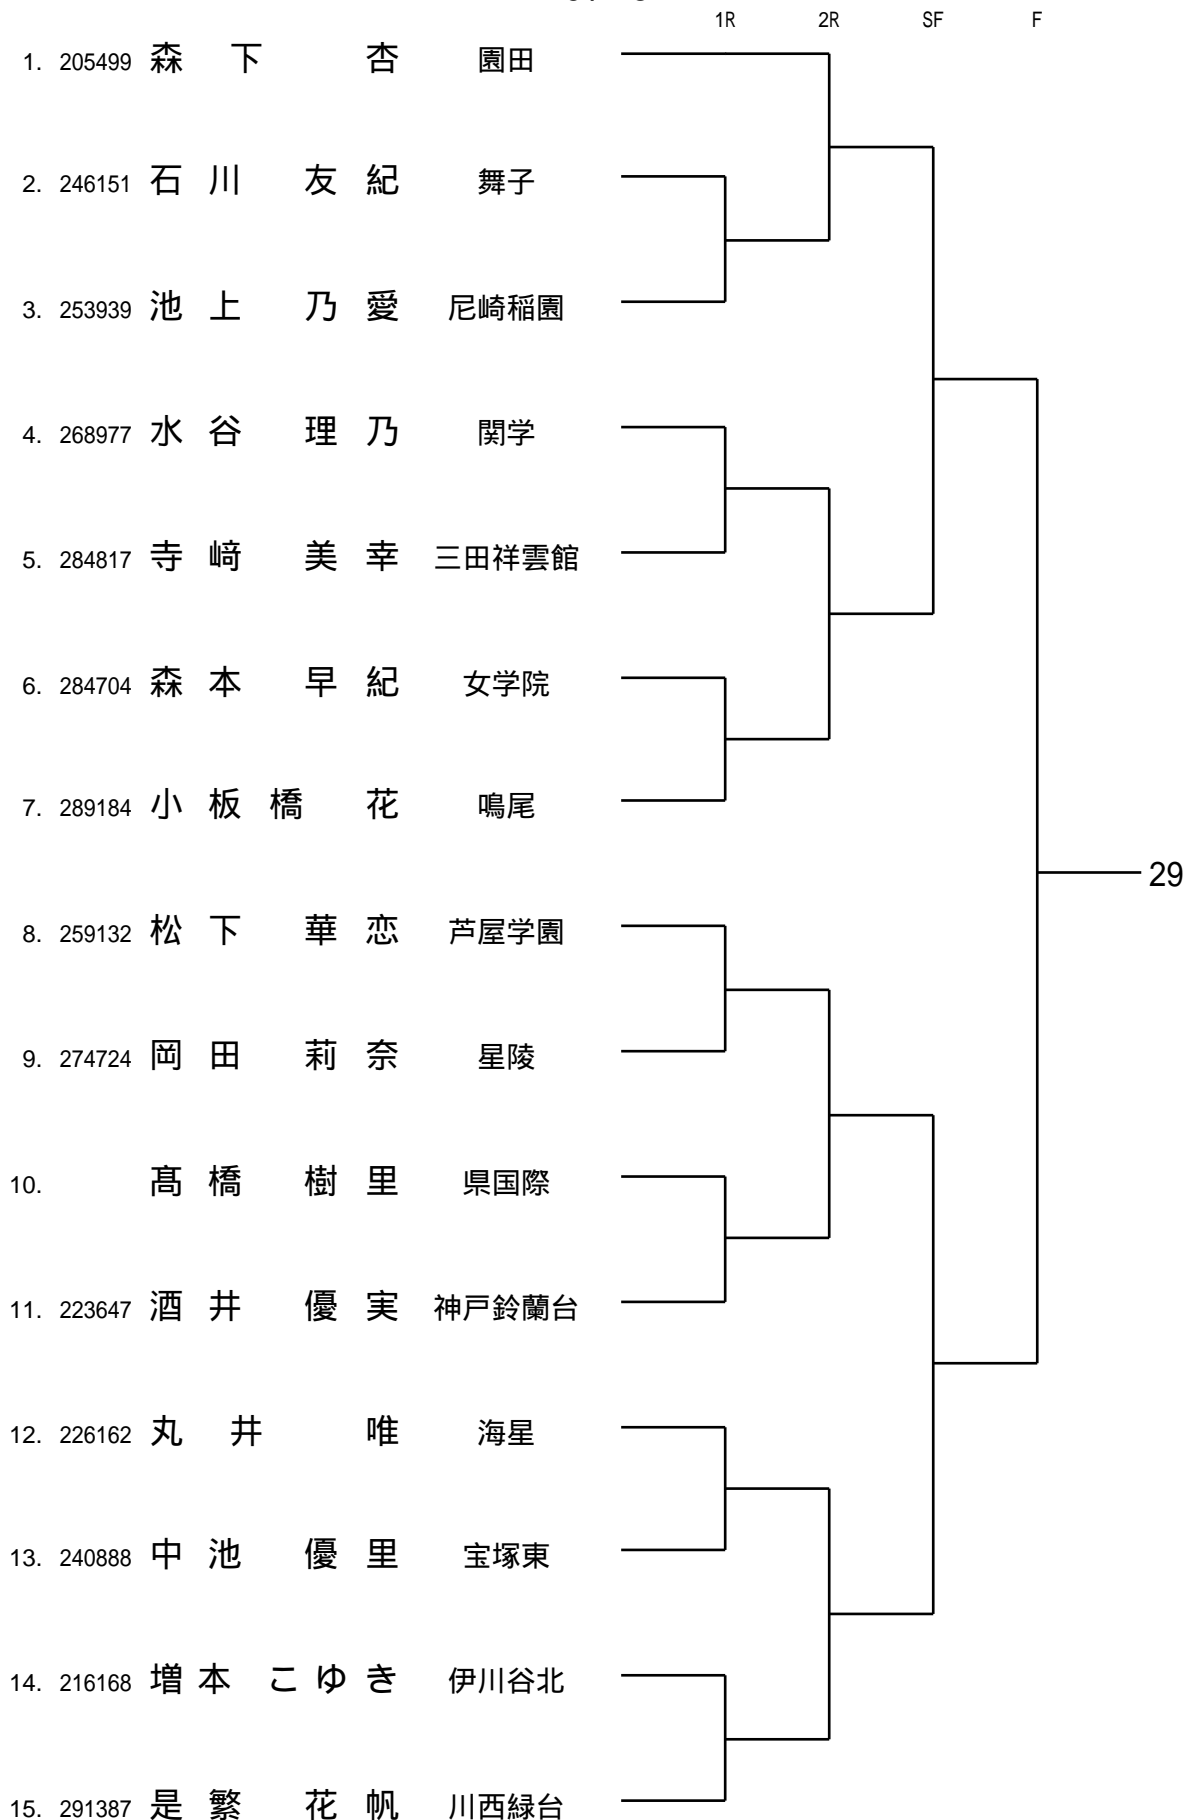 1R 2R SF F
1. 205499 森下 杏 園田
2. 246151 石川 友紀 舞子
3. 253939 池上 乃愛 尼崎稲園
4. 268977 水谷 理乃 関学
5. 284817 寺﨑 美幸 三田祥雲館
6. 284704 森本 早紀 女学院
7. 289184 小板橋 花 鳴尾
29
8. 259132 松下 華恋 芦屋学園
9. 274724 岡田 莉奈 星陵
10. 髙橋 樹里 県国際
11. 223647 酒井 優実 神戸鈴蘭台
12. 226162 丸井 唯 海星
13. 240888 中池 優里 宝塚東
14. 216168 増本 こゆき 伊川谷北
15. 291387 是繁 花帆 川西緑台